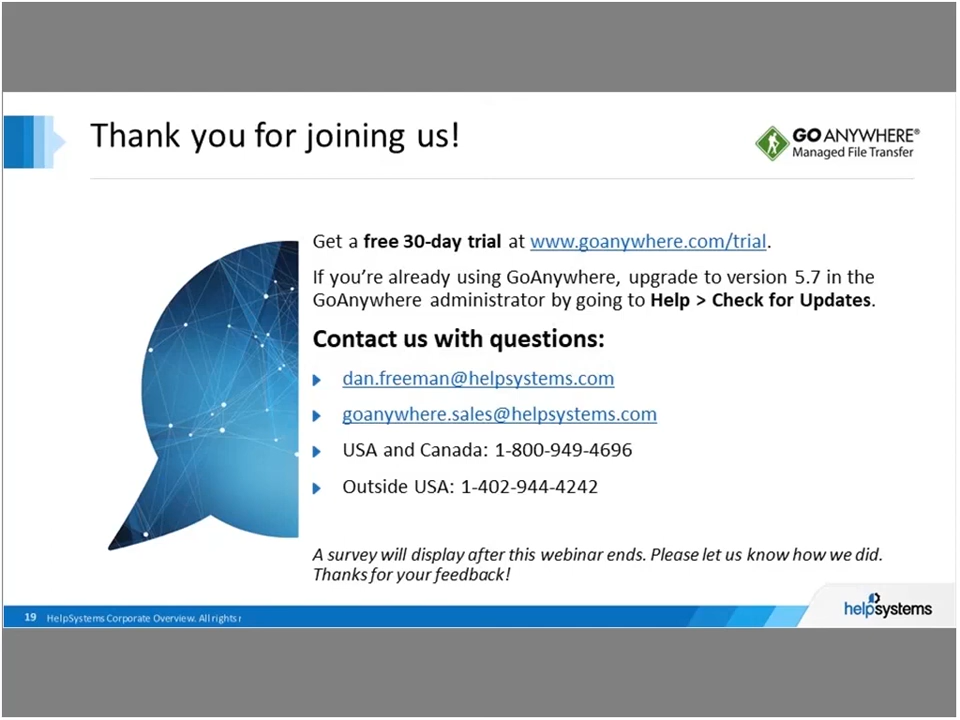 Thank you for joining us!
GO ANYWHERE®
Managed File Transfer
Get a free 30-day trial at www.goanywhere.com/trial.
If you’re already using GoAnywhere, upgrade to version 5.7 in the
GoAnywhere administrator by going to Help > Check for Updates.
Contact us with questions:
dan.freeman@helpsystems.com
goanywhere.sales@helpsystems.com
USA and Canada: 1-800-949-4696
Outside USA: 1-402-944-4242
A survey will display after this webinar ends. Please let us know how we did.
Thanks for your feedback!
19 HelpSystems Corporate Overview. All rights
helpsystems